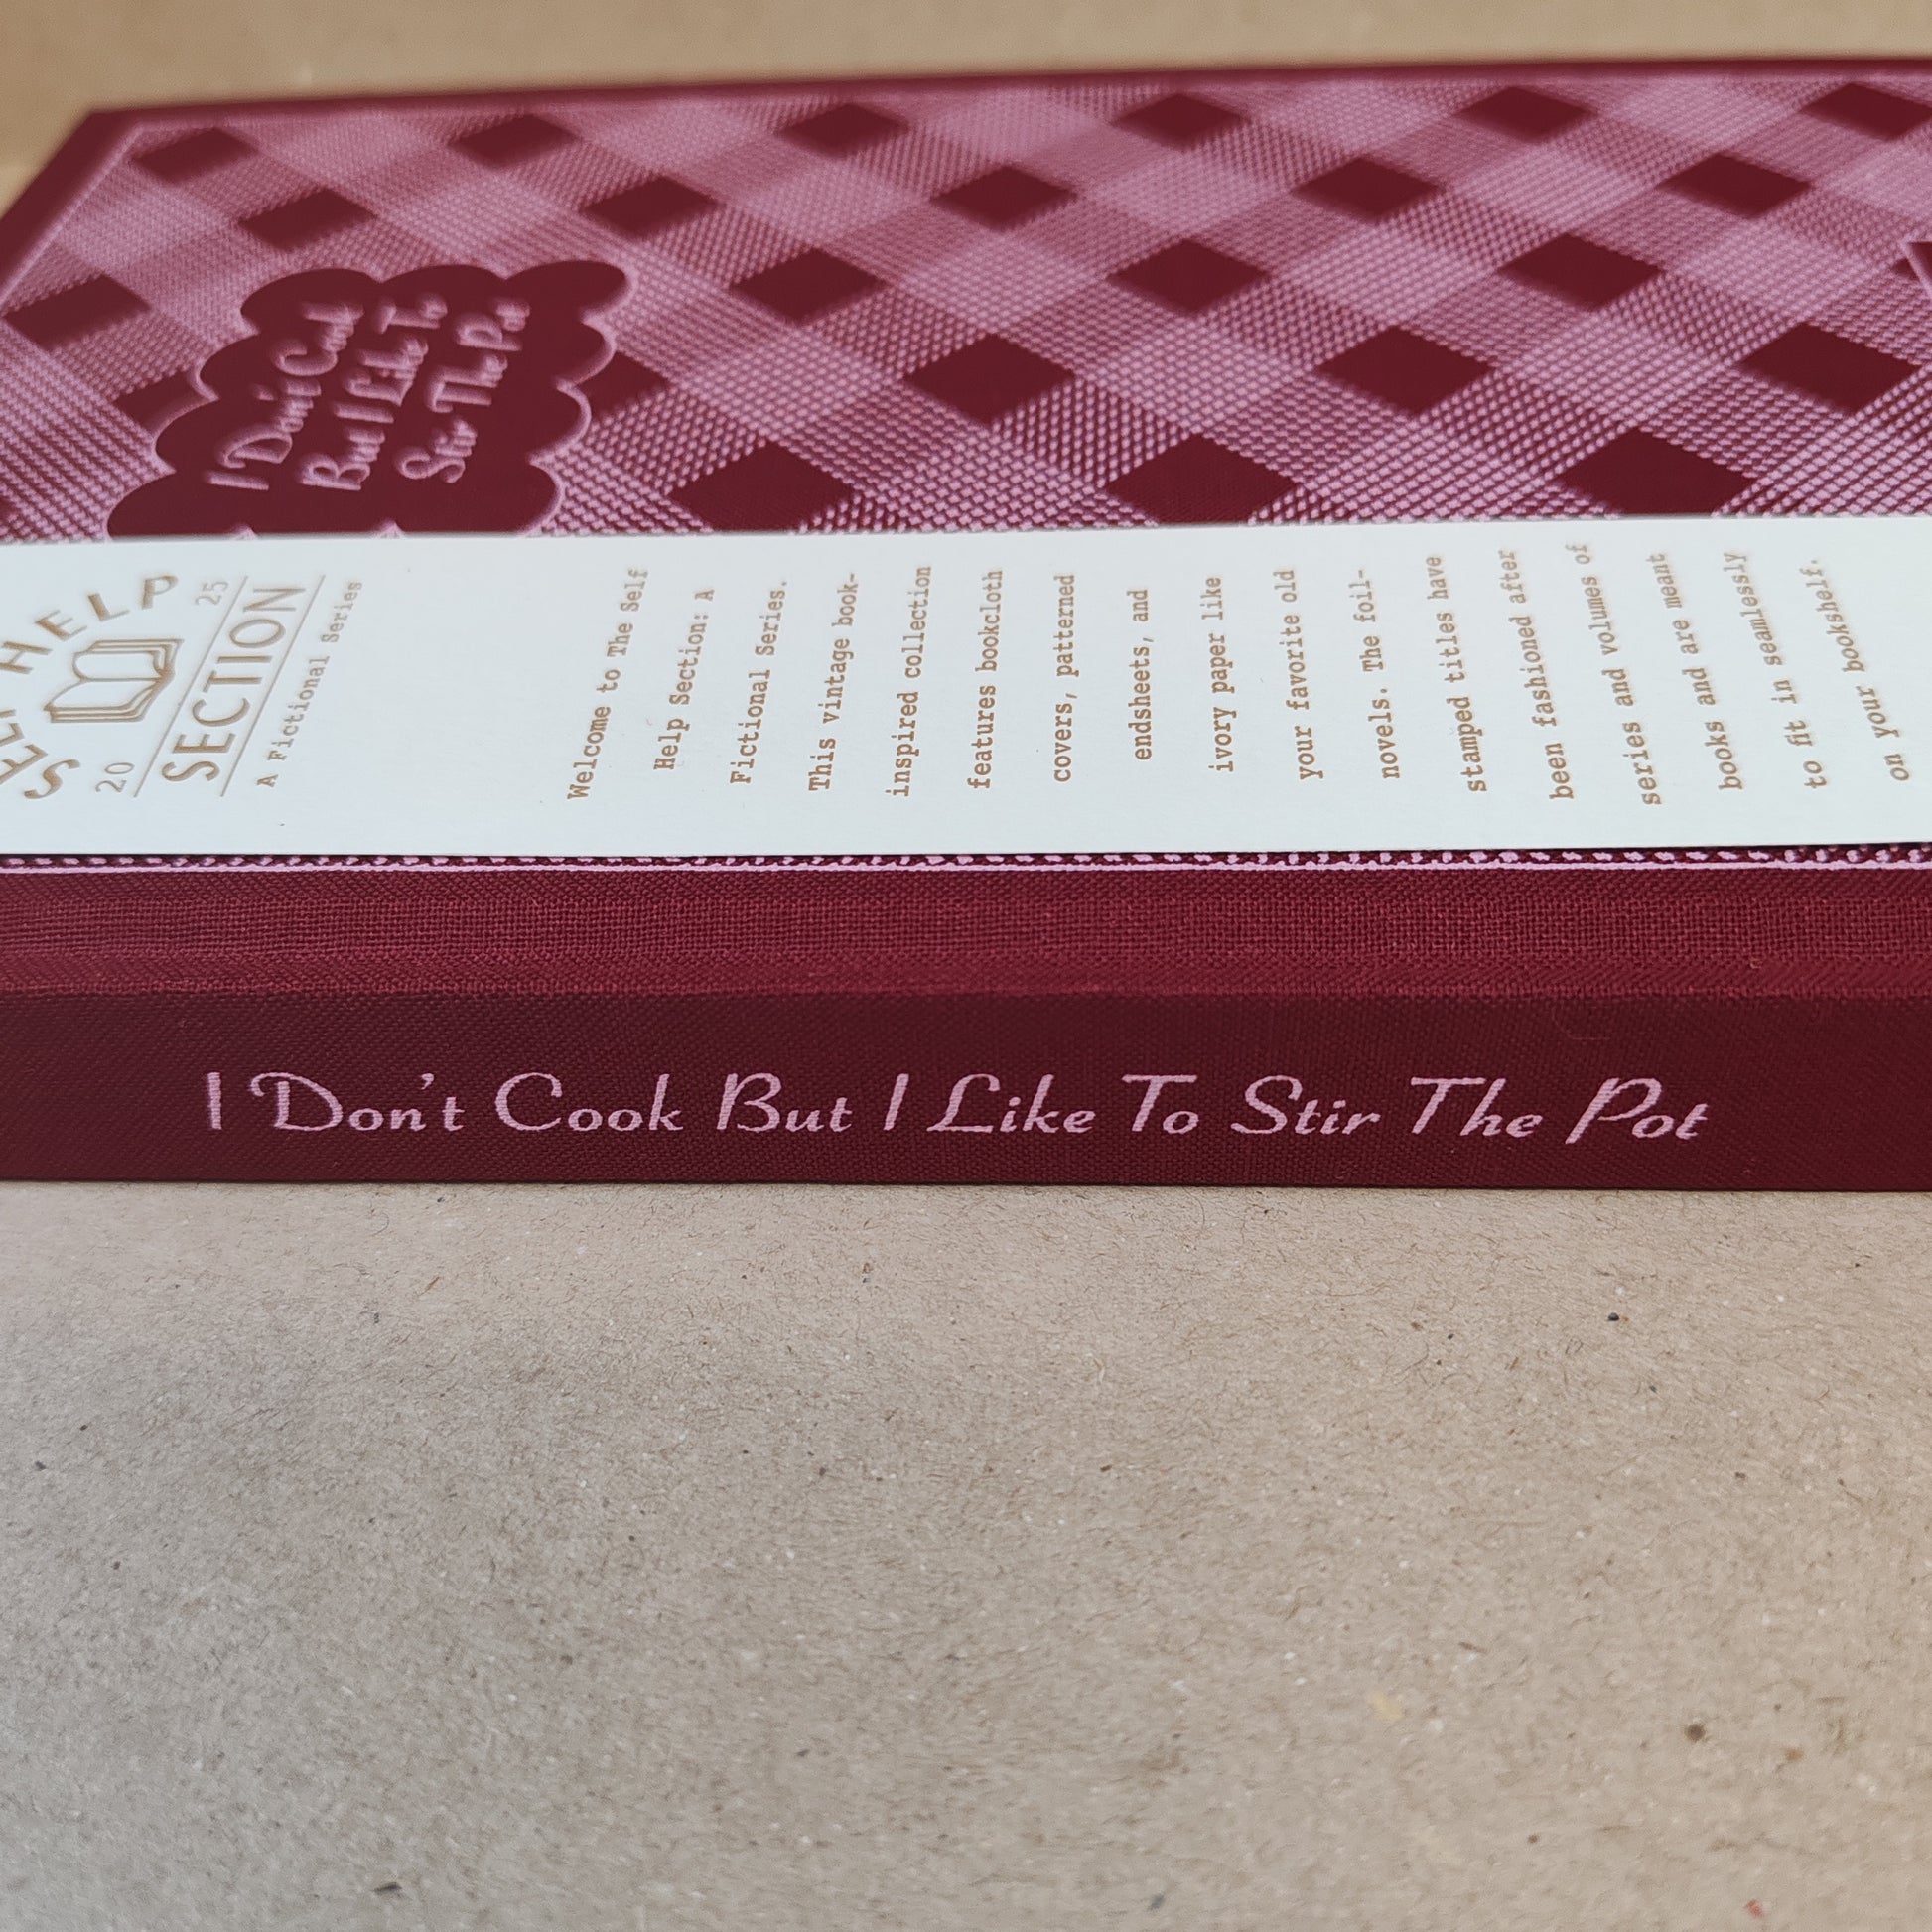 I Don't Cook
But I Like To
Stir The Pot
SELF HELP
20 25
SECTION
A Fictional Series
Welcome to The Self
Help Section: A
Fictional Series.
This vintage book-
inspired collection
features bookcloth
covers, patterned
endsheets, and
ivory paper like
your favorite old
novels. The foil-
stamped titles have
been fashioned after
series and volumes of
books and are meant
to fit in seamlessly
on your bookshelf.
I Don't Cook But I Like To Stir The Pot